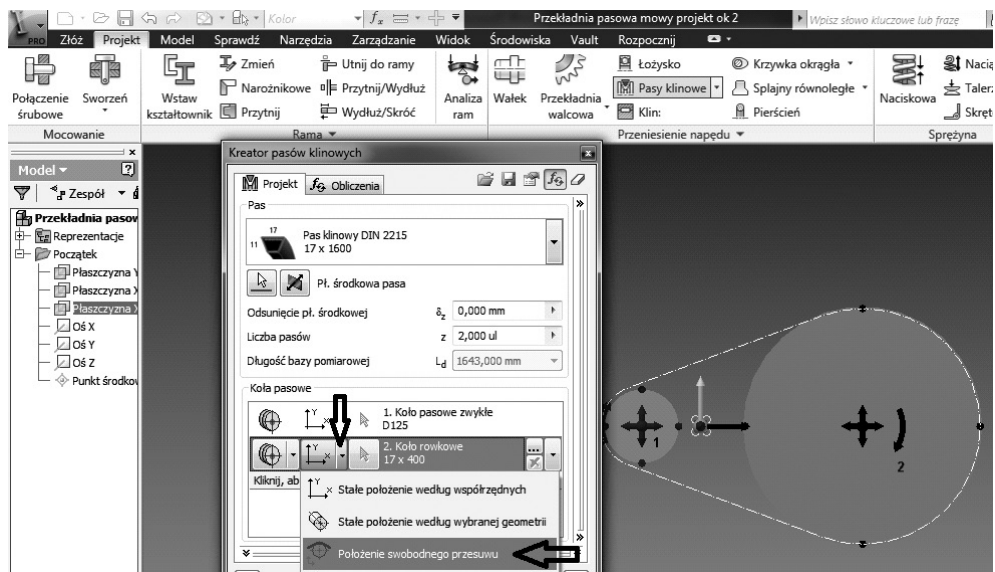 Kolor
fx
Przekładnia pasowa mowy projekt ok 2
Wpisz słowo kluczowe lub frazę
PRO
Złóż Projekt Model Sprawdź Narzędzia Zarządzanie Widok Środowiska Vault Rozpocznij
Połączenie śrubowe
Sworzeń
Wstaw kształtownik
Zmień
Narożnikowe
Przytnij
Utnij do ramy
Przytnij/Wydłuż
Wydłuż/Skróć
Analiza ram
Wałek
Przekładnia walcowa
Łożysko
Pasy klinowe
Klin:
Krzywka okrągła
Splajny równoległe
Pierścień
Naciskowa
Mocowanie
Rama
Przeniesienie napędu
Sprężyna
Model
Zespół
Przekładnia pasow
Reprezentacje
Początek
Płaszczyzna
Płaszczyzna
Płaszczyzna
Oś X
Oś Y
Oś Z
Punkt środkow
Kreator pasów klinowych
Projekt
Obliczenia
Pas
17
11
Pas klinowy DIN 2215
17 x 1600
Pł. środkowa pasa
Odsunięcie pł. środkowej δz 0,000 mm
Liczba pasów z 2,000 ul
Długość bazy pomiarowej Ld 1643,000 mm
Koła pasowe
1. Koło pasowe zwykłe
D125
2. Koło rowkowe
17 x 400
Kliknij, ab
Stałe położenie według współrzędnych
Stałe położenie według wybranej geometrii
Położenie swobodnego przesuwu
1
2